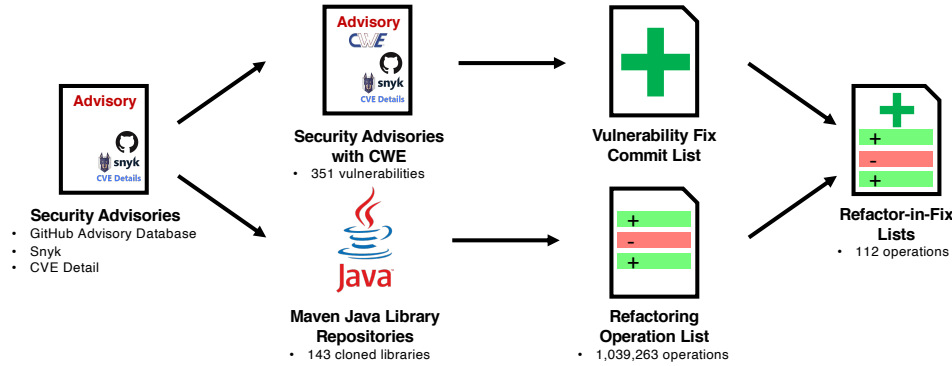 Advisory
snyk
CVE Details
Security Advisories
• GitHub Advisory Database
• Snyk
• CVE Detail
Advisory
CWE
snyk
CVE Details
Security Advisories
with CWE
• 351 vulnerabilities
Java
Maven Java Library
Repositories
• 143 cloned libraries
Vulnerability Fix
Commit List
+
-
+
Refactoring
Operation List
• 1,039,263 operations
+
-
+
Refactor-in-Fix
Lists
• 112 operations